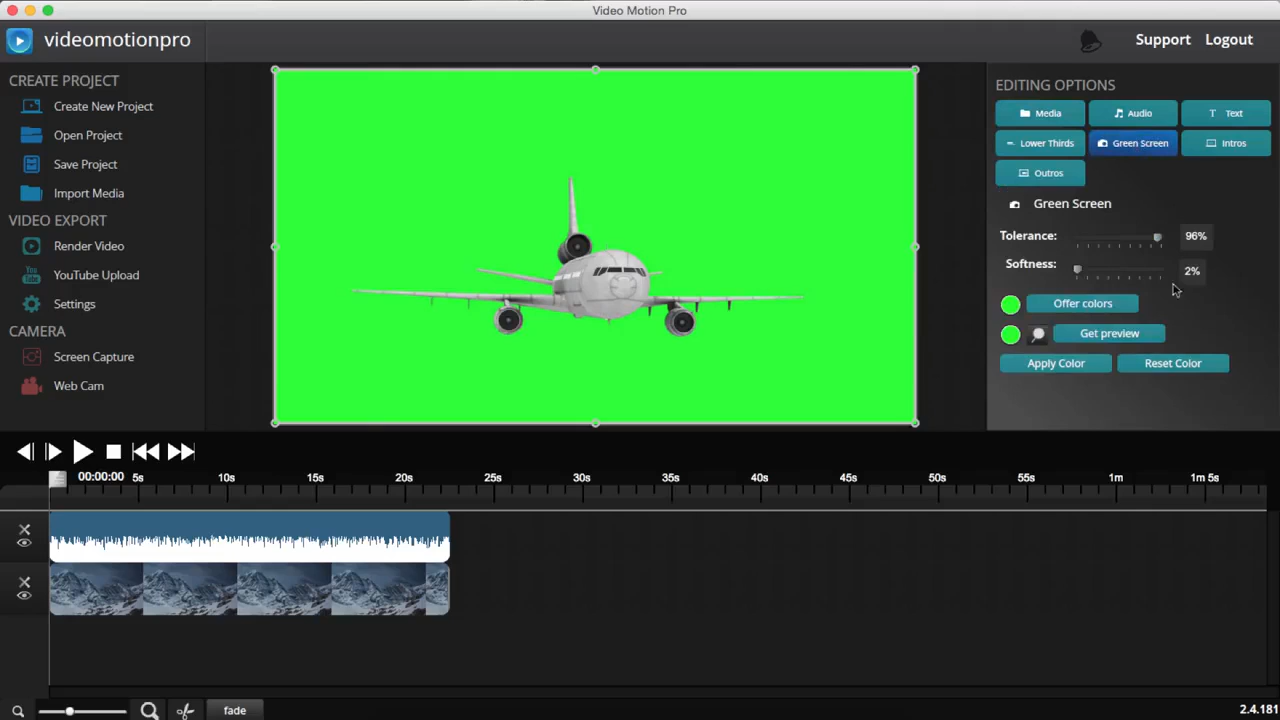 Video Motion Pro
videomotionpro
Support Logout
CREATE PROJECT
Create New Project
Open Project
Save Project
Import Media
VIDEO EXPORT
Render Video
YouTube Upload
Settings
CAMERA
Screen Capture
Web Cam
EDITING OPTIONS
Media Audio Text
Lower Thirds Green Screen Intros
Outros
Green Screen
Tolerance: 96%
Softness: 2%
Offer colors
Get preview
Apply Color Reset Color
00:00:00 5s 10s 15s 20s 25s 30s 35s 40s 45s 50s 55s 1m 1m 5s
fade
2.4.181